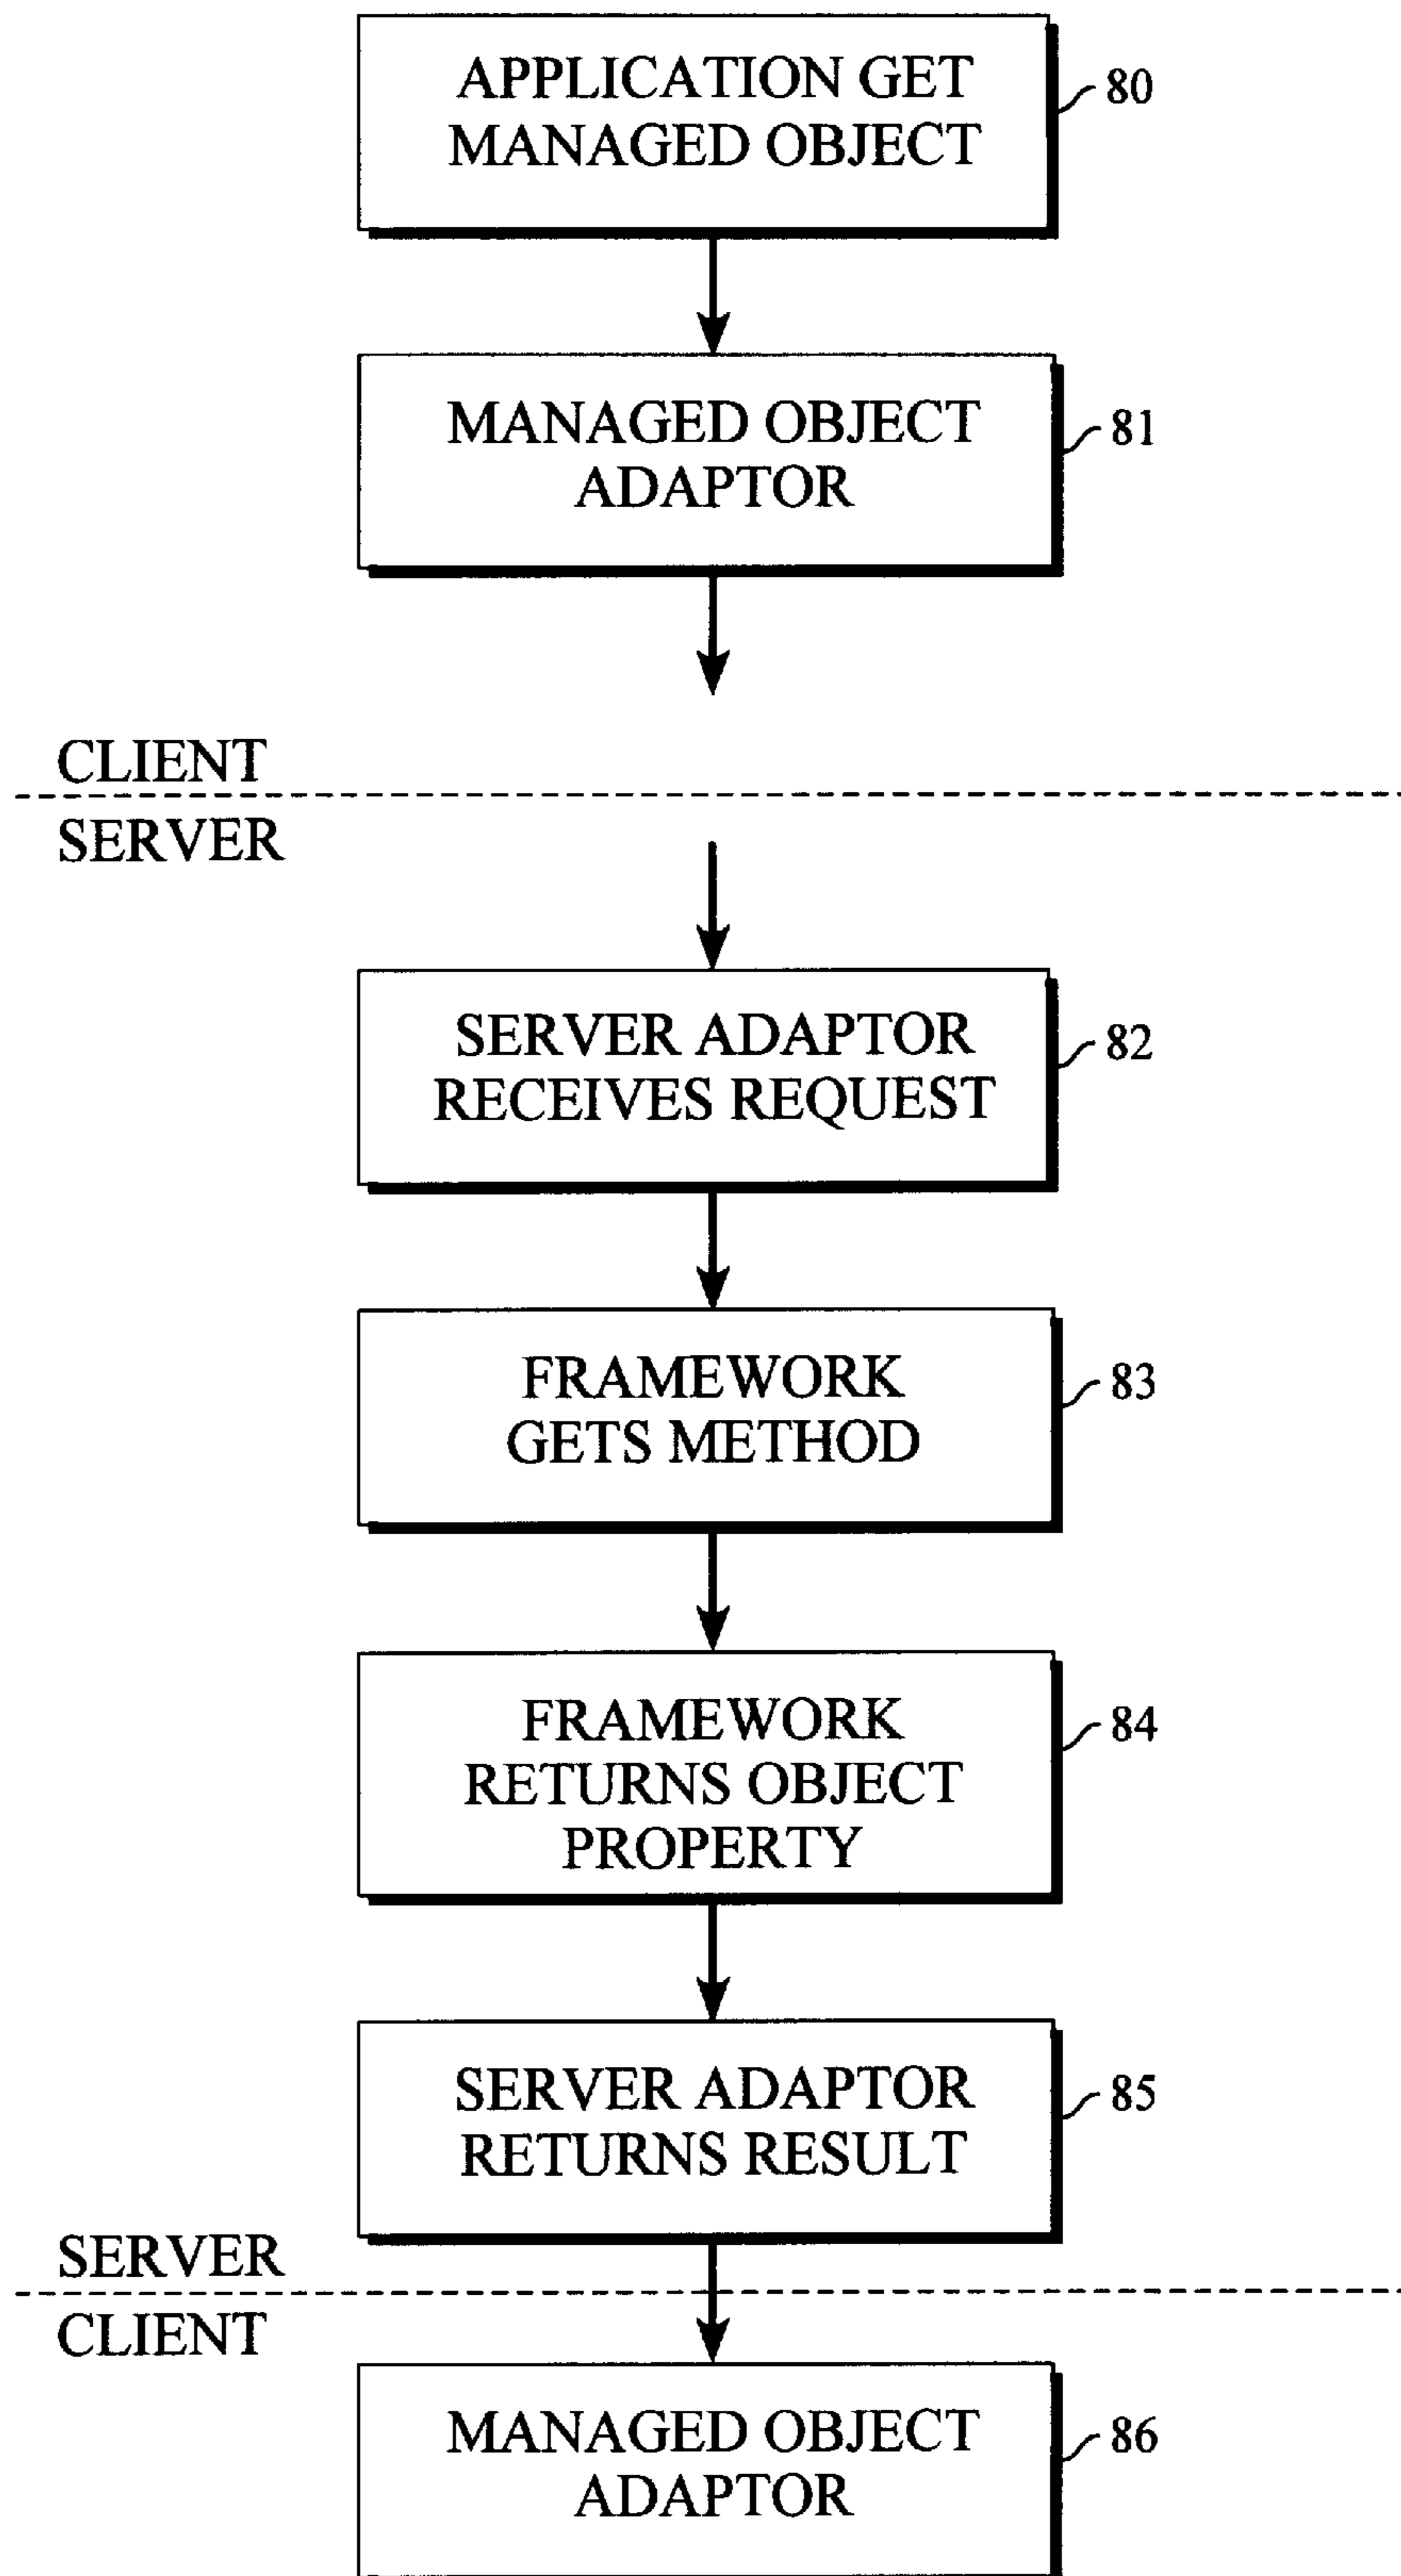 APPLICATION GET
MANAGED OBJECT
80
MANAGED OBJECT
ADAPTOR
81
CLIENT
SERVER
SERVER ADAPTOR
RECEIVES REQUEST
82
FRAMEWORK
GETS METHOD
83
FRAMEWORK
RETURNS OBJECT
PROPERTY
84
SERVER ADAPTOR
RETURNS RESULT
85
SERVER
CLIENT
MANAGED OBJECT
ADAPTOR
86